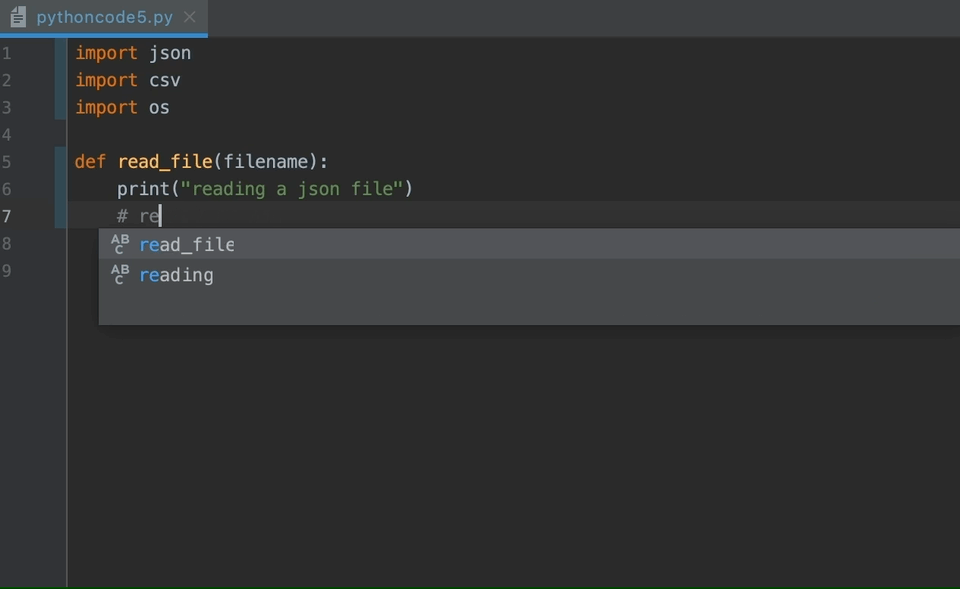 pythoncode5.py
1 import json
2 import csv
3 import os
4
5 def read_file(filename):
6     print("reading a json file")
7     # re
8 ABC read_file
ABC reading
9